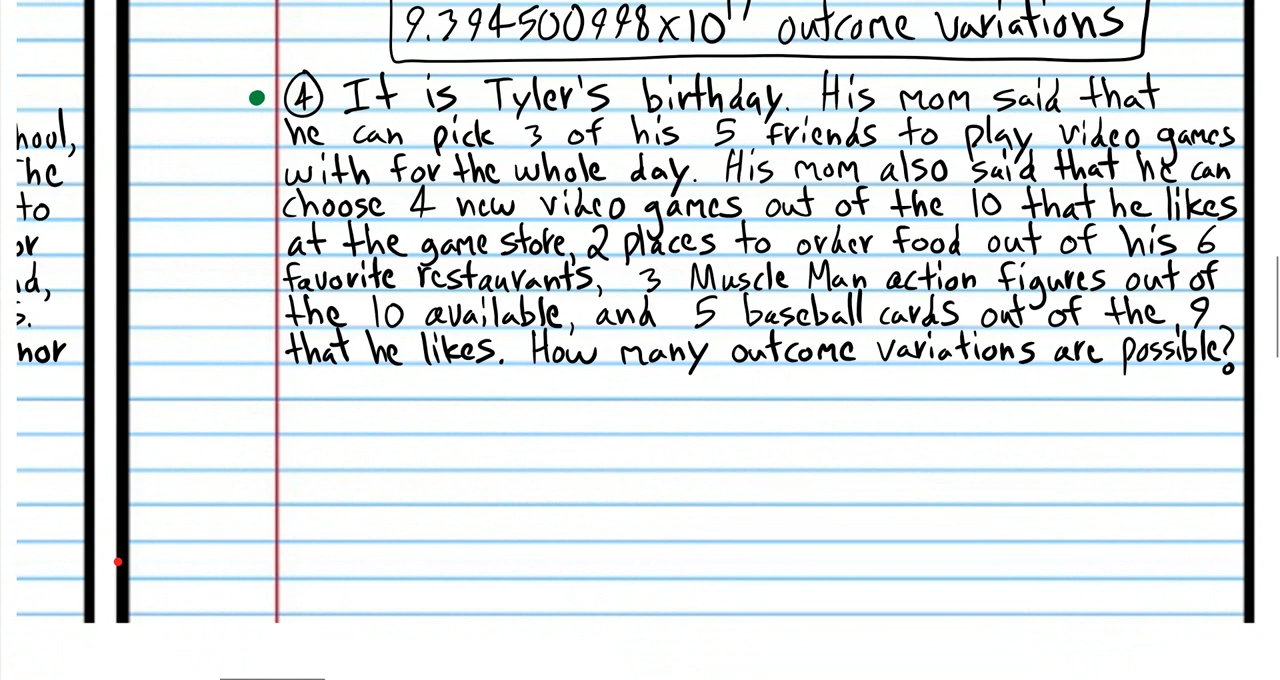 hool,
he
to
or
id,
s.
nor
9.394500998x10¹⁷ outcome variations
④ It is Tyler's birthday. His mom said that
he can pick 3 of his 5 friends to play video games
with for the whole day. His mom also said that he can
choose 4 new video games out of the 10 that he likes
at the game store, 2 places to order food out of his 6
favorite restaurants, 3 Muscle Man action figures out of
the 10 available, and 5 baseball cards out of the 9
that he likes. How many outcome variations are possible?